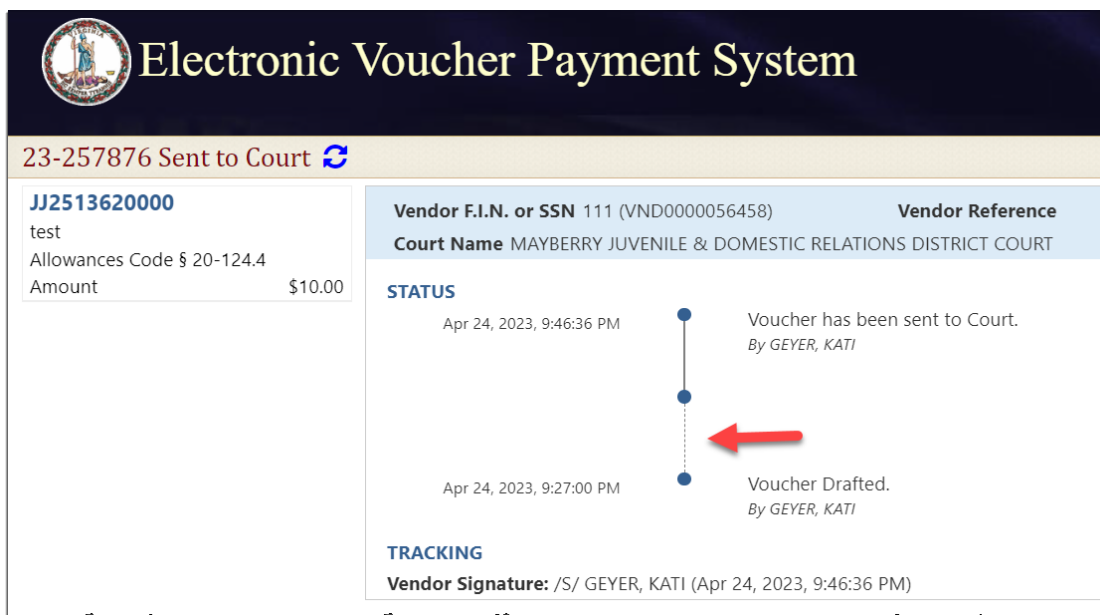 Electronic Voucher Payment System
23-257876 Sent to Court
JJ2513620000
test
Allowances Code § 20-124.4
Amount $10.00
Vendor F.I.N. or SSN 111 (VND0000056458) Vendor Reference
Court Name MAYBERRY JUVENILE & DOMESTIC RELATIONS DISTRICT COURT
STATUS
Apr 24, 2023, 9:46:36 PM Voucher has been sent to Court.
By GEYER, KATI
Apr 24, 2023, 9:27:00 PM Voucher Drafted.
By GEYER, KATI
TRACKING
Vendor Signature: /S/ GEYER, KATI (Apr 24, 2023, 9:46:36 PM)